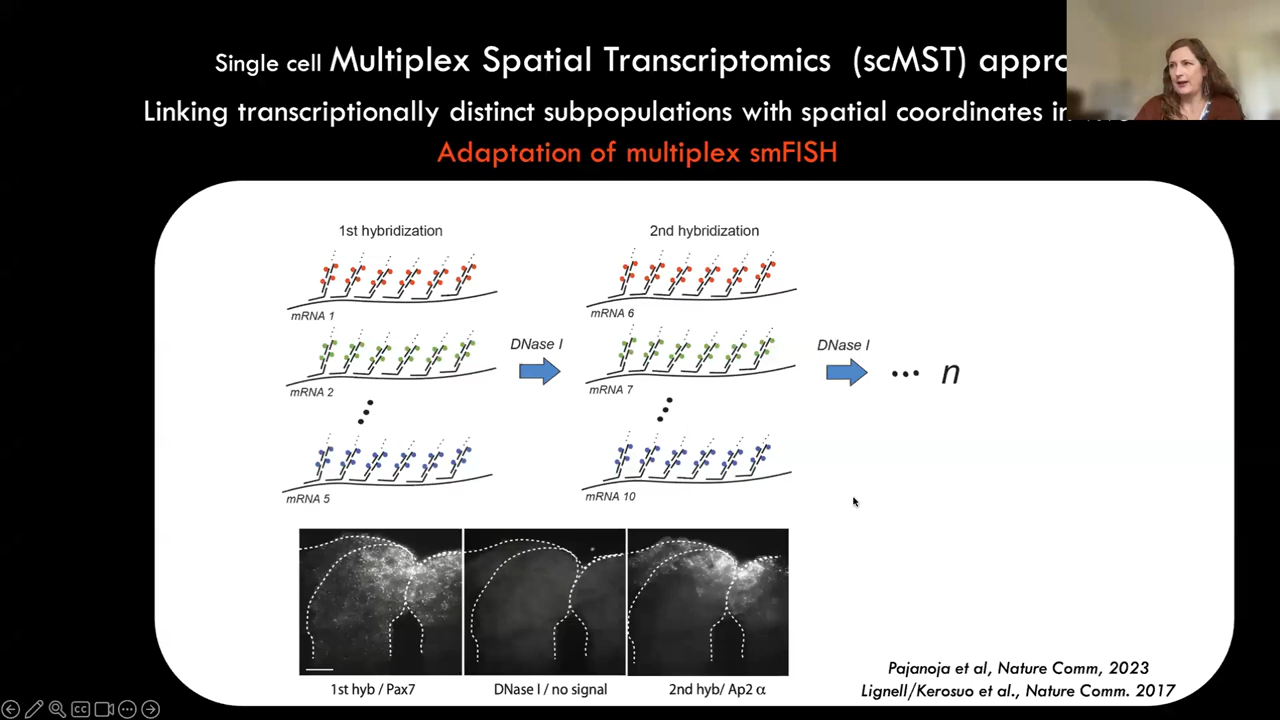 Single cell Multiplex Spatial Transcriptomics (scMST) appro
Linking transcriptionally distinct subpopulations with spatial coordinates in
Adaptation of multiplex smFISH
1st hybridization
2nd hybridization
mRNA 1
mRNA 6
DNase I
DNase I
mRNA 2
mRNA 7
••• n
mRNA 5
mRNA 10
1st hyb / Pax7
DNase I / no signal
2nd hyb/ Ap2 α
Pajanoja et al, Nature Comm, 2023
Lignell/Kerosuo et al., Nature Comm. 2017
CC